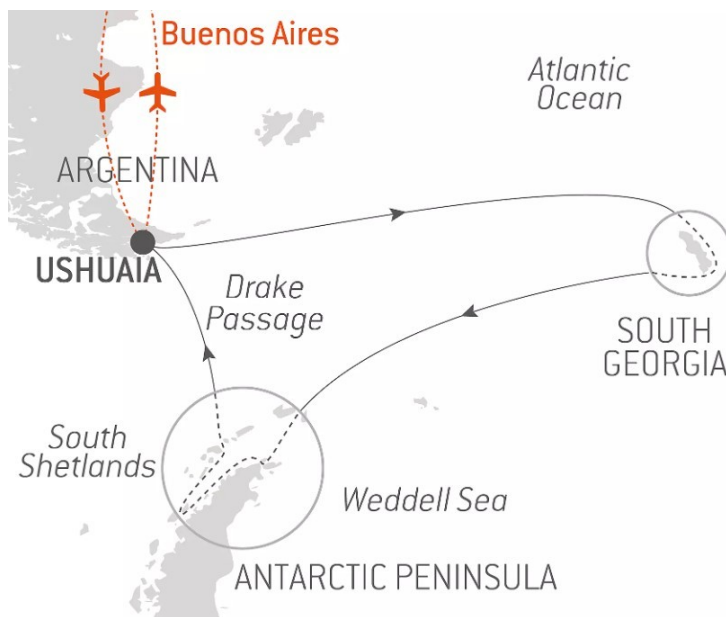 Buenos Aires
Atlantic
Ocean
ARGENTINA
USHUAIA
Drake
Passage
SOUTH
GEORGIA
South
Shetlands
Weddell Sea
ANTARCTIC PENINSULA